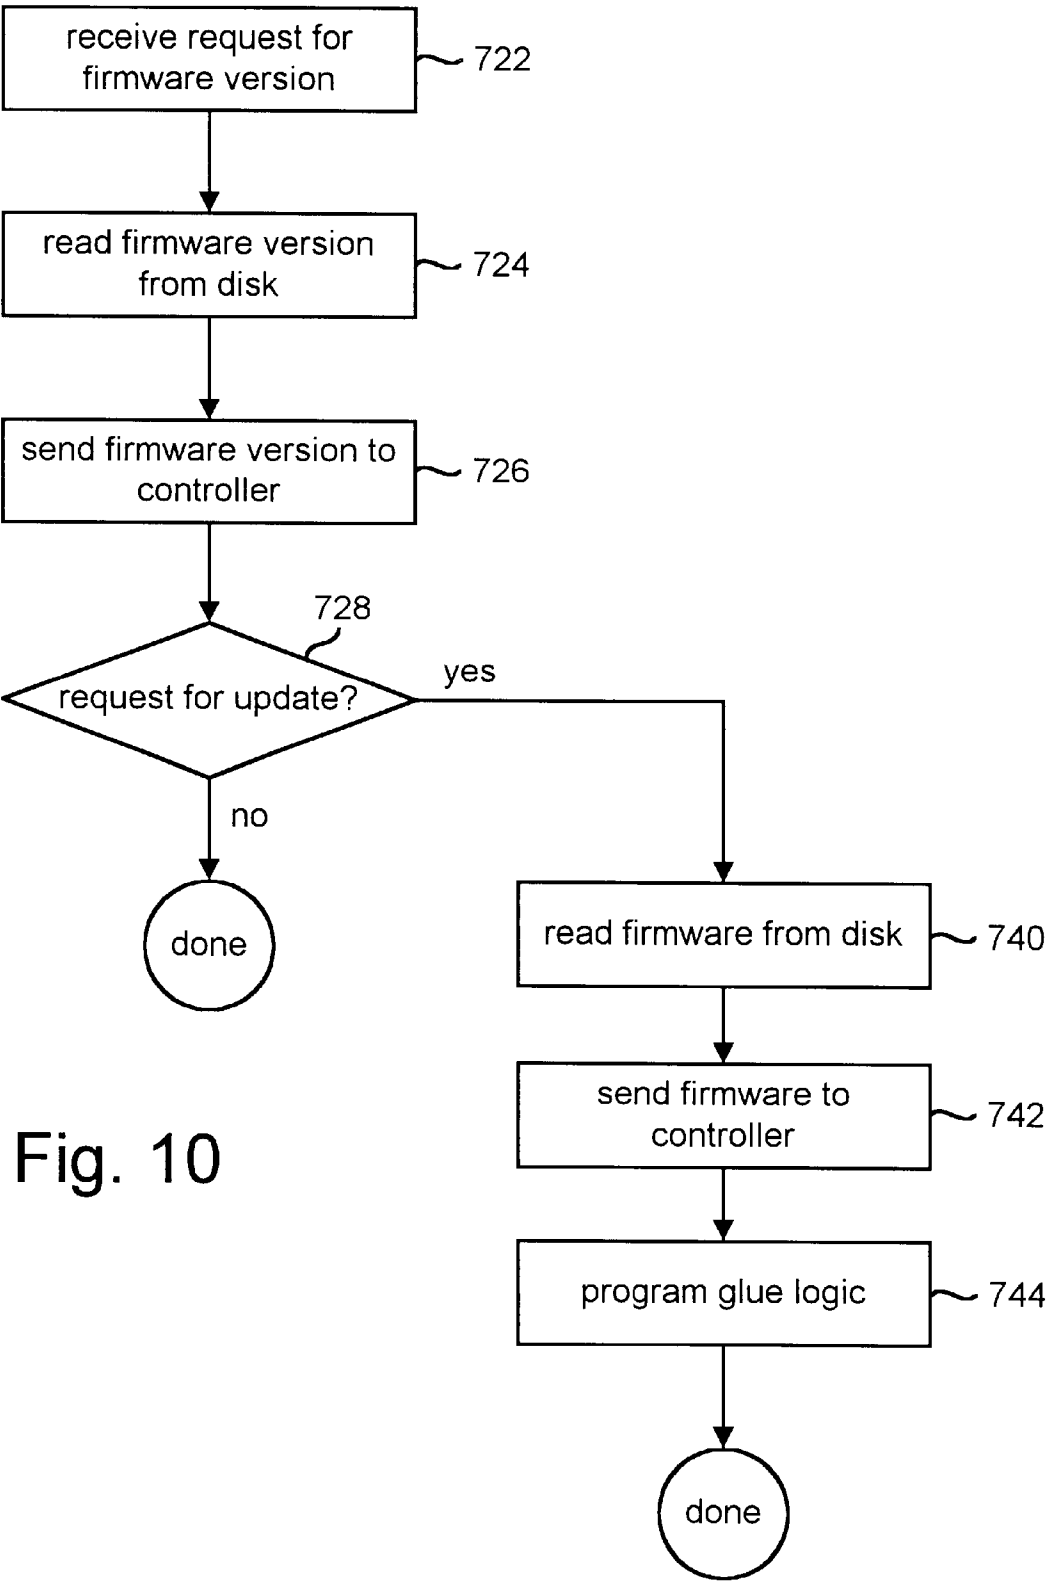 receive request for
firmware version
722
read firmware version
from disk
724
send firmware version to
controller
726
728
request for update?
yes
no
done
read firmware from disk
740
send firmware to
controller
742
Fig. 10
program glue logic
744
done